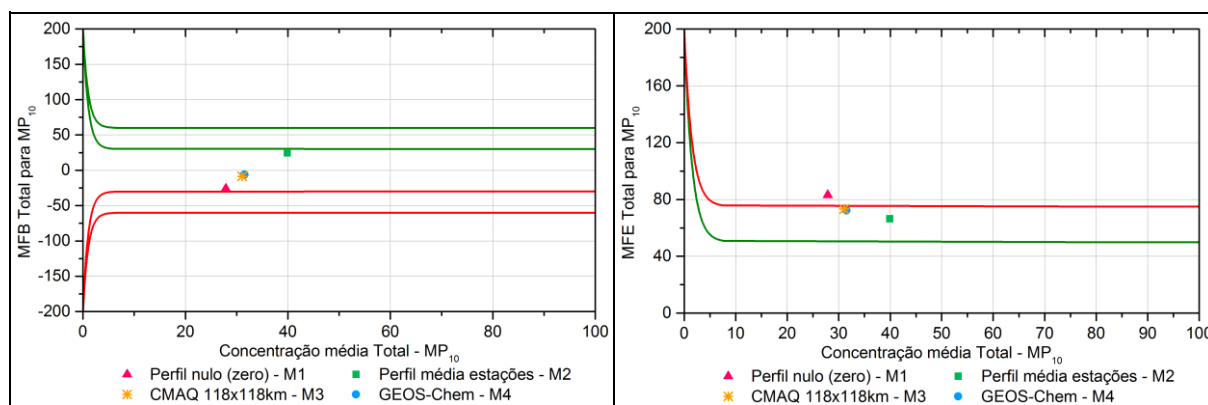 MFB Total para MP10
200
150
100
50
0
-50
-100
-150
-200
0
20
40
60
80
100
Concentração média Total - MP10
Perfil nulo (zero) - M1
Perfil média estações - M2
CMAQ 118x118km - M3
GEOS-Chem - M4
MFE Total para MP10
200
160
120
80
40
0
0
10
20
30
40
50
60
70
80
90
100
Concentração média Total - MP10
Perfil nulo (zero) - M1
Perfil média estações - M2
CMAQ 118x118km - M3
GEOS-Chem - M4